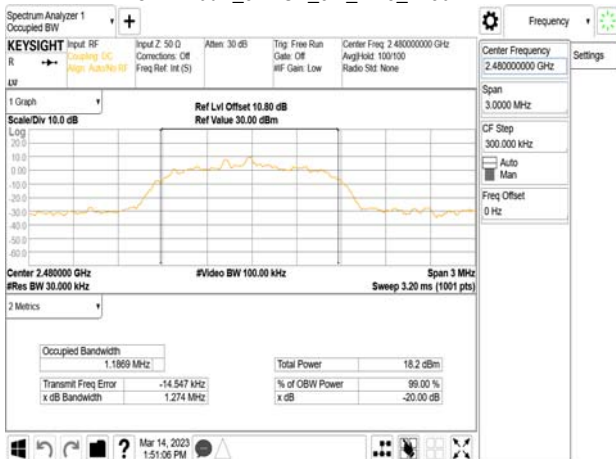 Spectrum Analyzer 1
Occupied BW
+
Frequency
KEYSIGHT
Input: RF
Coupling: DC
Align: Auto/No RF
R
LXI
Input Z: 50 Ω
Corrections: Off
Freq Ref: Int (S)
Atten: 30 dB
Trig: Free Run
Gate: Off
#IF Gain: Low
Center Freq: 2.480000000 GHz
Avg|Hold: 100/100
Radio Std: None
1 Graph
Scale/Div 10.0 dB
Ref Lvl Offset 10.80 dB
Ref Value 30.00 dBm
Log
20.0
10.0
0.00
-10.0
-20.0
-30.0
-40.0
-50.0
-60.0
Center 2.480000 GHz
#Video BW 100.00 kHz
Span 3 MHz
#Res BW 30.000 kHz
Sweep 3.20 ms (1001 pts)
2 Metrics
Occupied Bandwidth
1.1869 MHz
Total Power
18.2 dBm
Transmit Freq Error
-14.547 kHz
% of OBW Power
99.00 %
x dB Bandwidth
1.274 MHz
x dB
-20.00 dB
Mar 14, 2023
1:51:06 PM
?
Center Frequency
2.480000000 GHz
Settings
Span
3.0000 MHz
CF Step
300.000 kHz
Auto
Man
Freq Offset
0 Hz